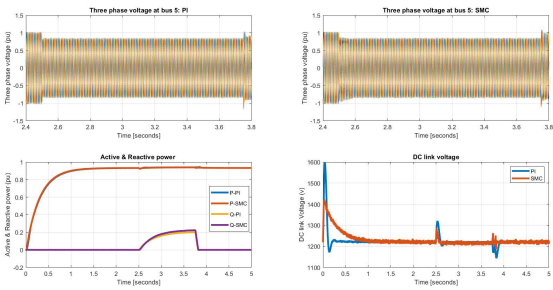 Three phase voltage at bus 5: PI
Three phase voltage (pu)
1.5
1
0.5
0
-0.5
-1
-1.5
2.4 2.6 2.8 3 3.2 3.4 3.6 3.8
Time [seconds]
Three phase voltage at bus 5: SMC
Three phase voltage (pu)
1.5
1
0.5
0
-0.5
-1
-1.5
2.4 2.6 2.8 3 3.2 3.4 3.6 3.8
Time [seconds]
Active & Reactive power
Active & Reactive power (pu)
1
0.8
0.6
0.4
0.2
0
-0.2
P-PI
P-SMC
Q-PI
Q-SMC
0 0.5 1 1.5 2 2.5 3 3.5 4 4.5 5
Time [seconds]
DC link voltage
DC link Voltage (v)
1600
1500
1400
1300
1200
1100
PI
SMC
0 0.5 1 1.5 2 2.5 3 3.5 4 4.5 5
Time [seconds]